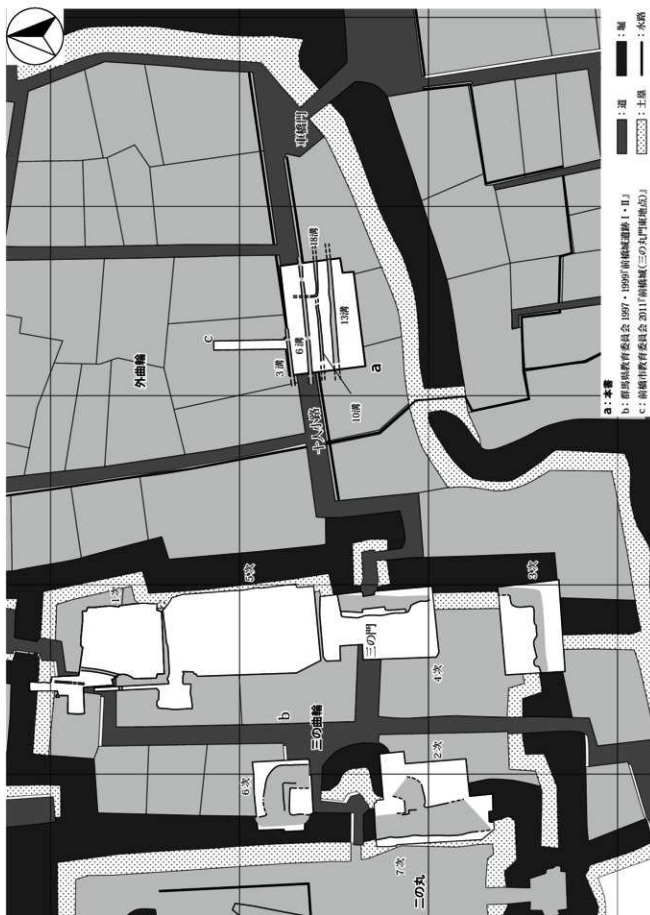 外曲輪
c
車橋門
3溝
6溝
18溝
13溝
10溝
a
十人小路
1次
5次
三の門
3次
4次
b
三の曲輪
6次
2次
7次
二の丸
a:本書
b:群馬県教育委員会 1997・1999『前橋城遺跡Ⅰ・Ⅱ』
c:前橋市教育委員会 2011『前橋城(三の丸門東地点)』
:道
:堀
:土塁
:水路